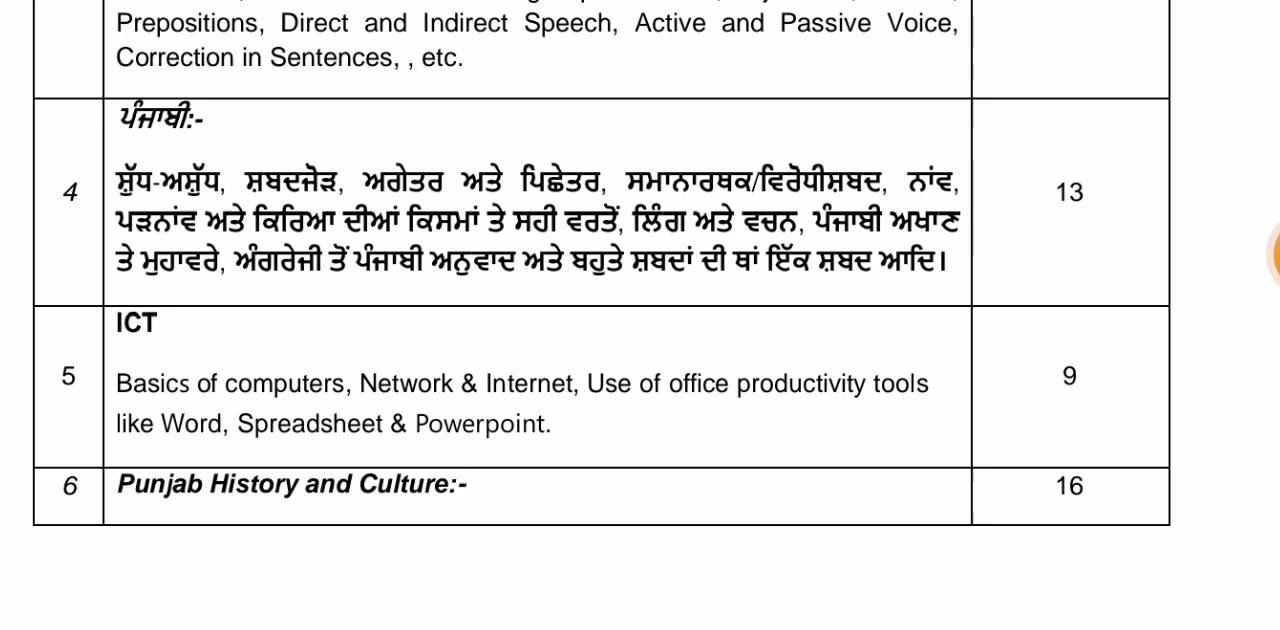 Prepositions, Direct and Indirect Speech, Active and Passive Voice,
Correction in Sentences, , etc.
4
ਪੰਜਾਬੀ:-
ਸ਼ੁੱਧ-ਅਸ਼ੁੱਧ, ਸ਼ਬਦਜੋੜ, ਅਗੇਤਰ ਅਤੇ ਪਿਛੇਤਰ, ਸਮਾਨਾਰਥਕ/ਵਿਰੋਧੀਸ਼ਬਦ, ਨਾਂਵ,
ਪੜਨਾਂਵ ਅਤੇ ਕਿਰਿਆ ਦੀਆਂ ਕਿਸਮਾਂ ਤੇ ਸਹੀ ਵਰਤੋਂ, ਲਿੰਗ ਅਤੇ ਵਚਨ, ਪੰਜਾਬੀ ਅਖਾਣ
ਤੇ ਮੁਹਾਵਰੇ, ਅੰਗਰੇਜੀ ਤੋਂ ਪੰਜਾਬੀ ਅਨੁਵਾਦ ਅਤੇ ਬਹੁਤੇ ਸ਼ਬਦਾਂ ਦੀ ਥਾਂ ਇੱਕ ਸ਼ਬਦ ਆਦਿ।
13
5
ICT
Basics of computers, Network & Internet, Use of office productivity tools
like Word, Spreadsheet & Powerpoint.
9
6
Punjab History and Culture:-
16